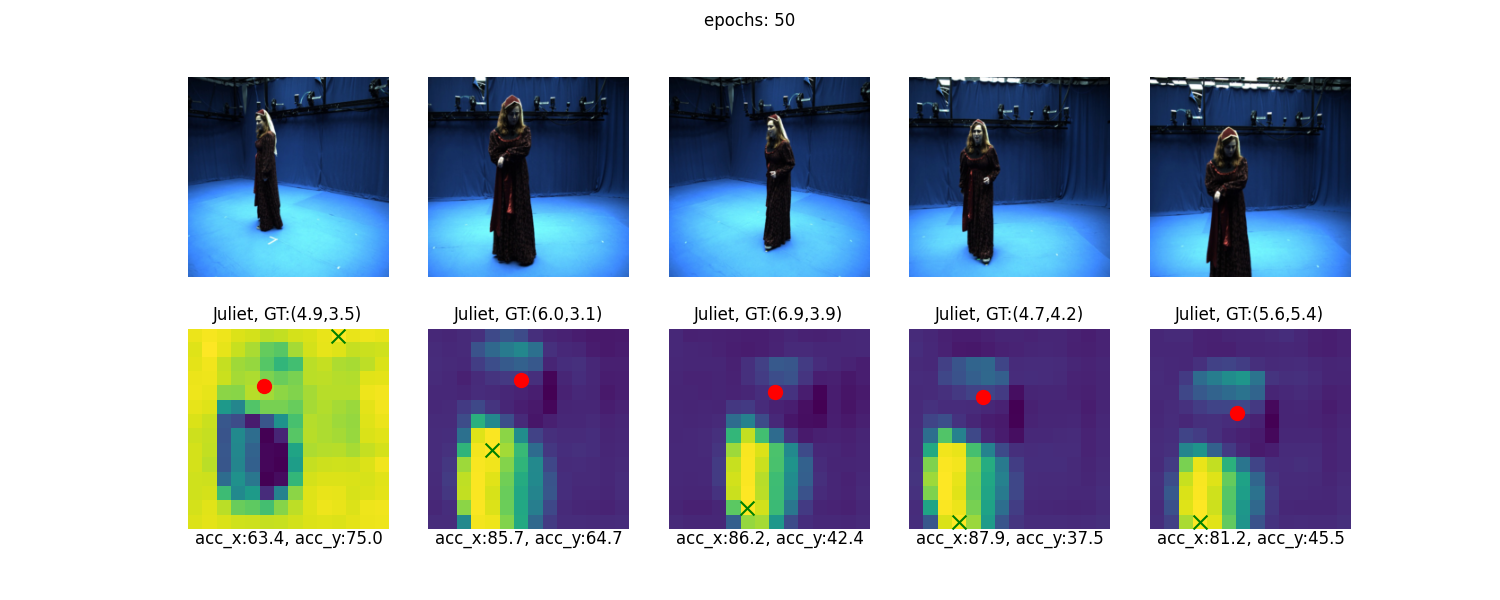 epochs: 50
Juliet, GT:(4.9,3.5)
Juliet, GT:(6.0,3.1)
Juliet, GT:(6.9,3.9)
Juliet, GT:(4.7,4.2)
Juliet, GT:(5.6,5.4)
acc_x:63.4, acc_y:75.0
acc_x:85.7, acc_y:64.7
acc_x:86.2, acc_y:42.4
acc_x:87.9, acc_y:37.5
acc_x:81.2, acc_y:45.5